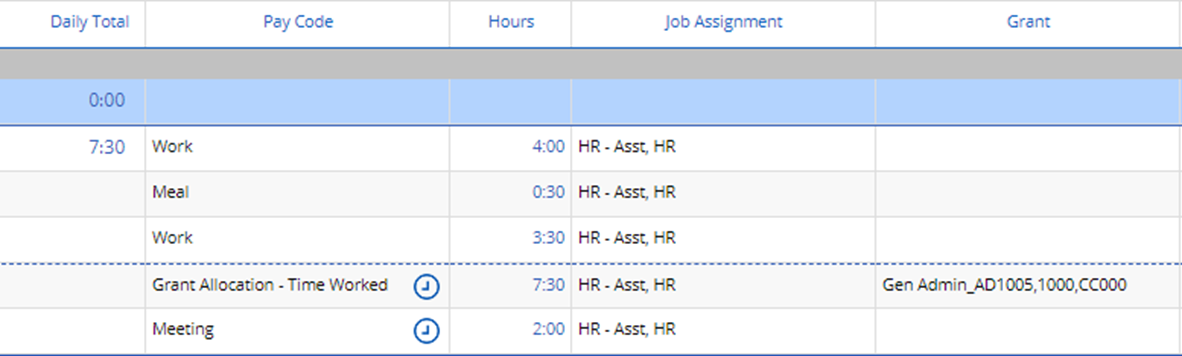 Daily Total Pay Code Hours Job Assignment Grant
0:00
7:30 Work 4:00 HR - Asst, HR
Meal 0:30 HR - Asst, HR
Work 3:30 HR - Asst, HR
Grant Allocation - Time Worked 7:30 HR - Asst, HR Gen Admin_AD1005,1000,CC000
Meeting 2:00 HR - Asst, HR